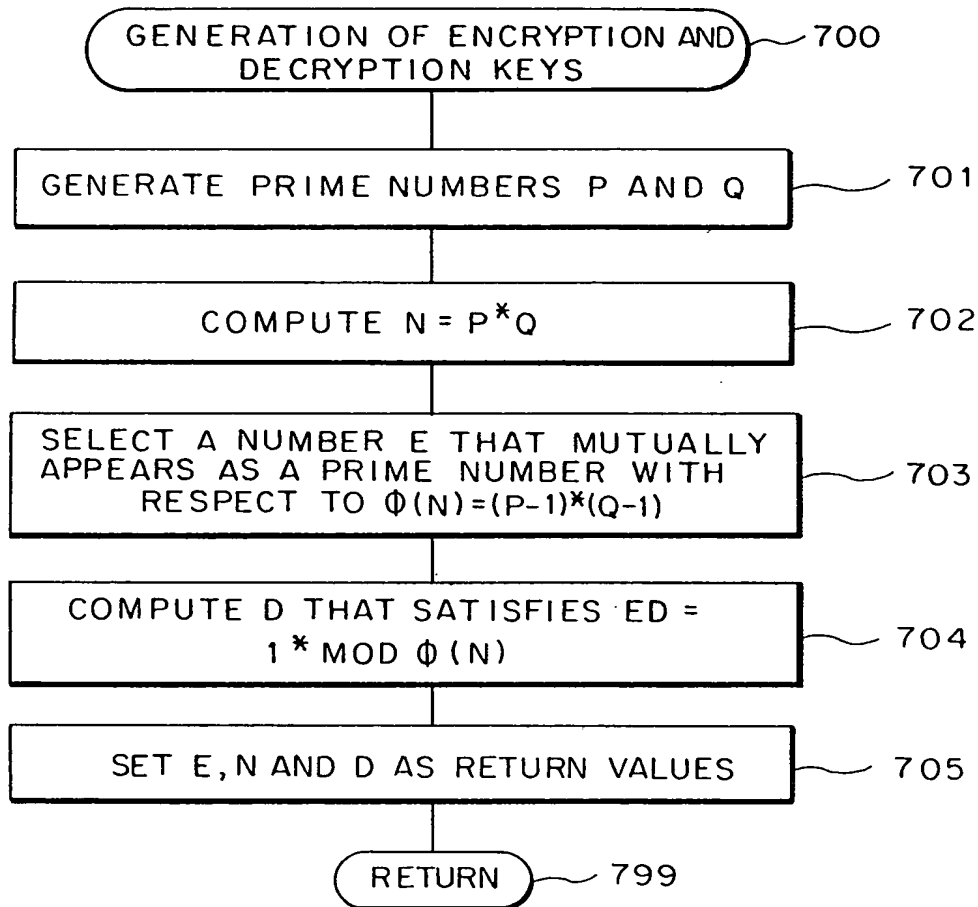 GENERATION OF ENCRYPTION AND
DECRYPTION KEYS
700
GENERATE PRIME NUMBERS P AND Q
701
COMPUTE N = P*Q
702
SELECT A NUMBER E THAT MUTUALLY
APPEARS AS A PRIME NUMBER WITH
RESPECT TO Φ(N)=(P-1)*(Q-1)
703
COMPUTE D THAT SATISFIES ED =
1* MOD Φ(N)
704
SET E, N AND D AS RETURN VALUES
705
RETURN
799